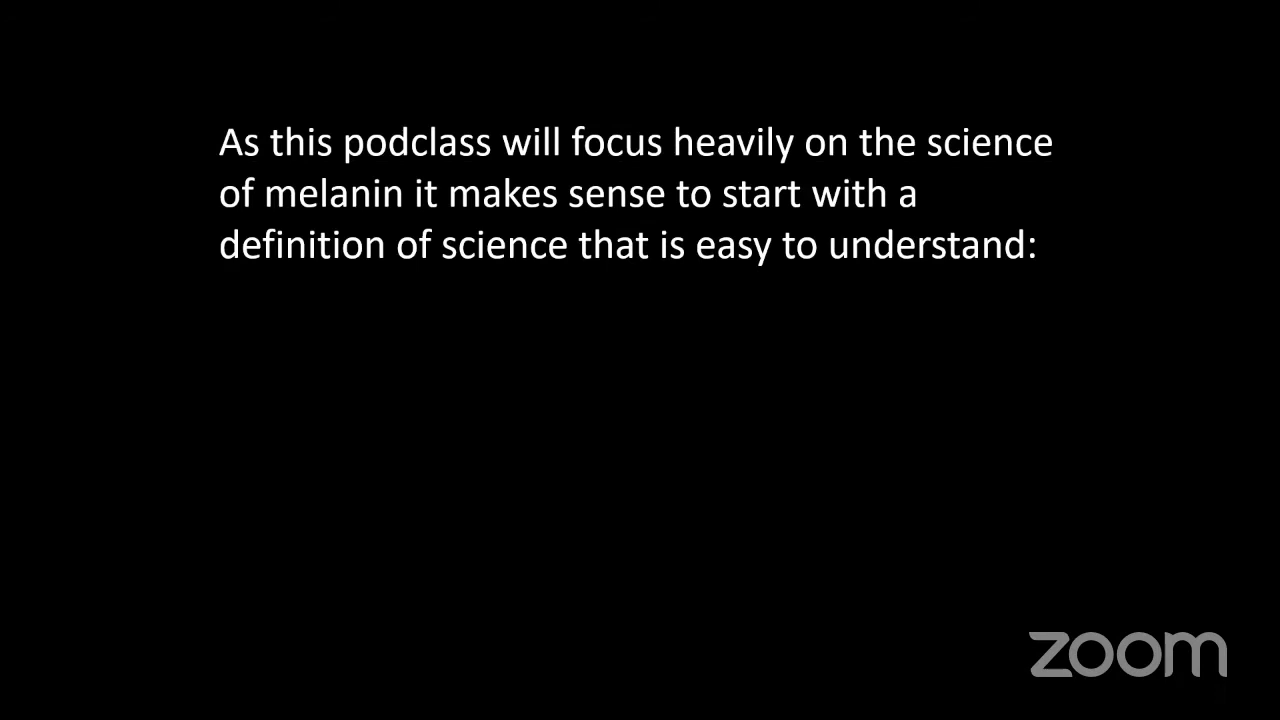 As this podclass will focus heavily on the science
of melanin it makes sense to start with a
definition of science that is easy to understand:
zoom